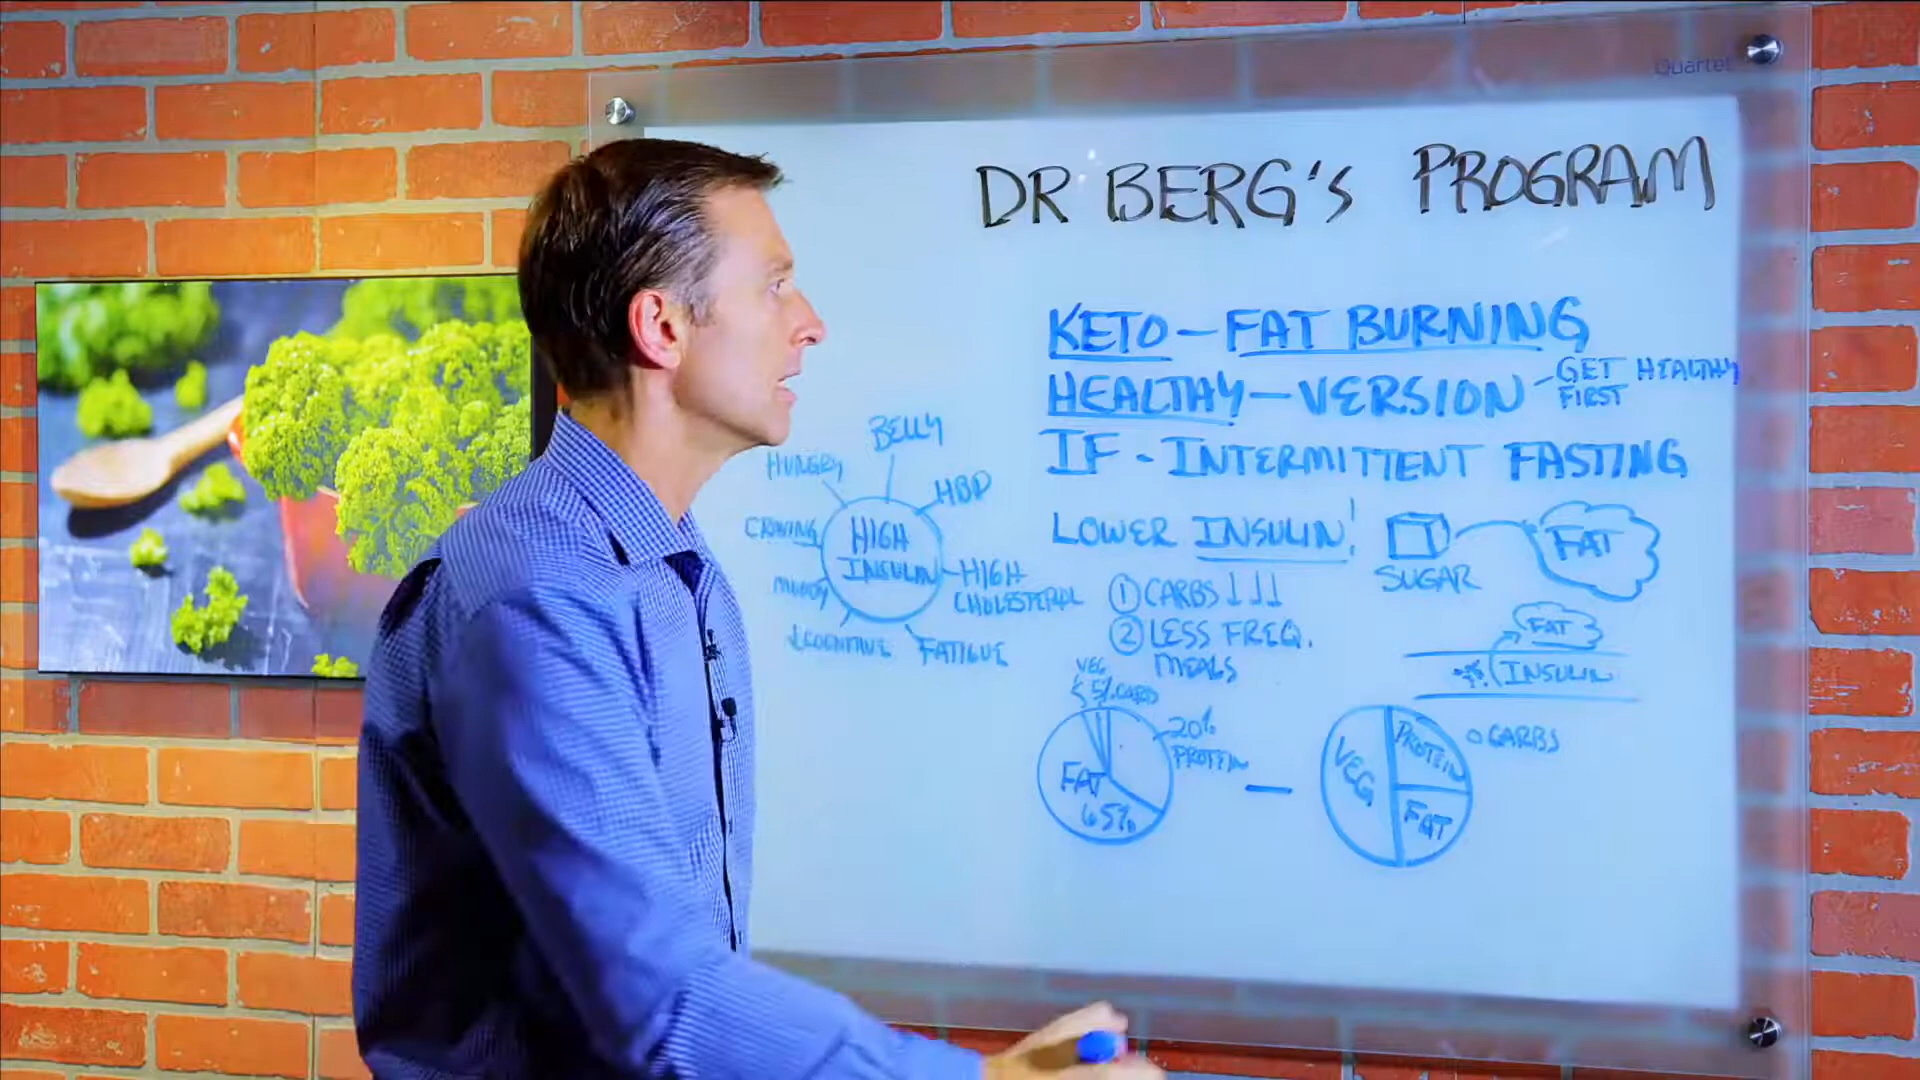 Quartet
DR BERG'S PROGRAM
KETO - FAT BURNING
HEALTHY - VERSION - GET HEALTHY
FIRST
IF - INTERMITTENT FASTING
LOWER INSULIN!
SUGAR
FAT
BELLY
HUNGRY
HBP
CRAVING
HIGH
INSULIN
HIGH
CHOLESTEROL
MOODY
COGNITIVE
FATIGUE
① CARBS ↓↓↓
② LESS FREQ.
MEALS
FAT
INSULIN
VEG
5% CARB
20%
PROTEIN
FAT
65%
VEG
PROTEIN
FAT
0 CARBS